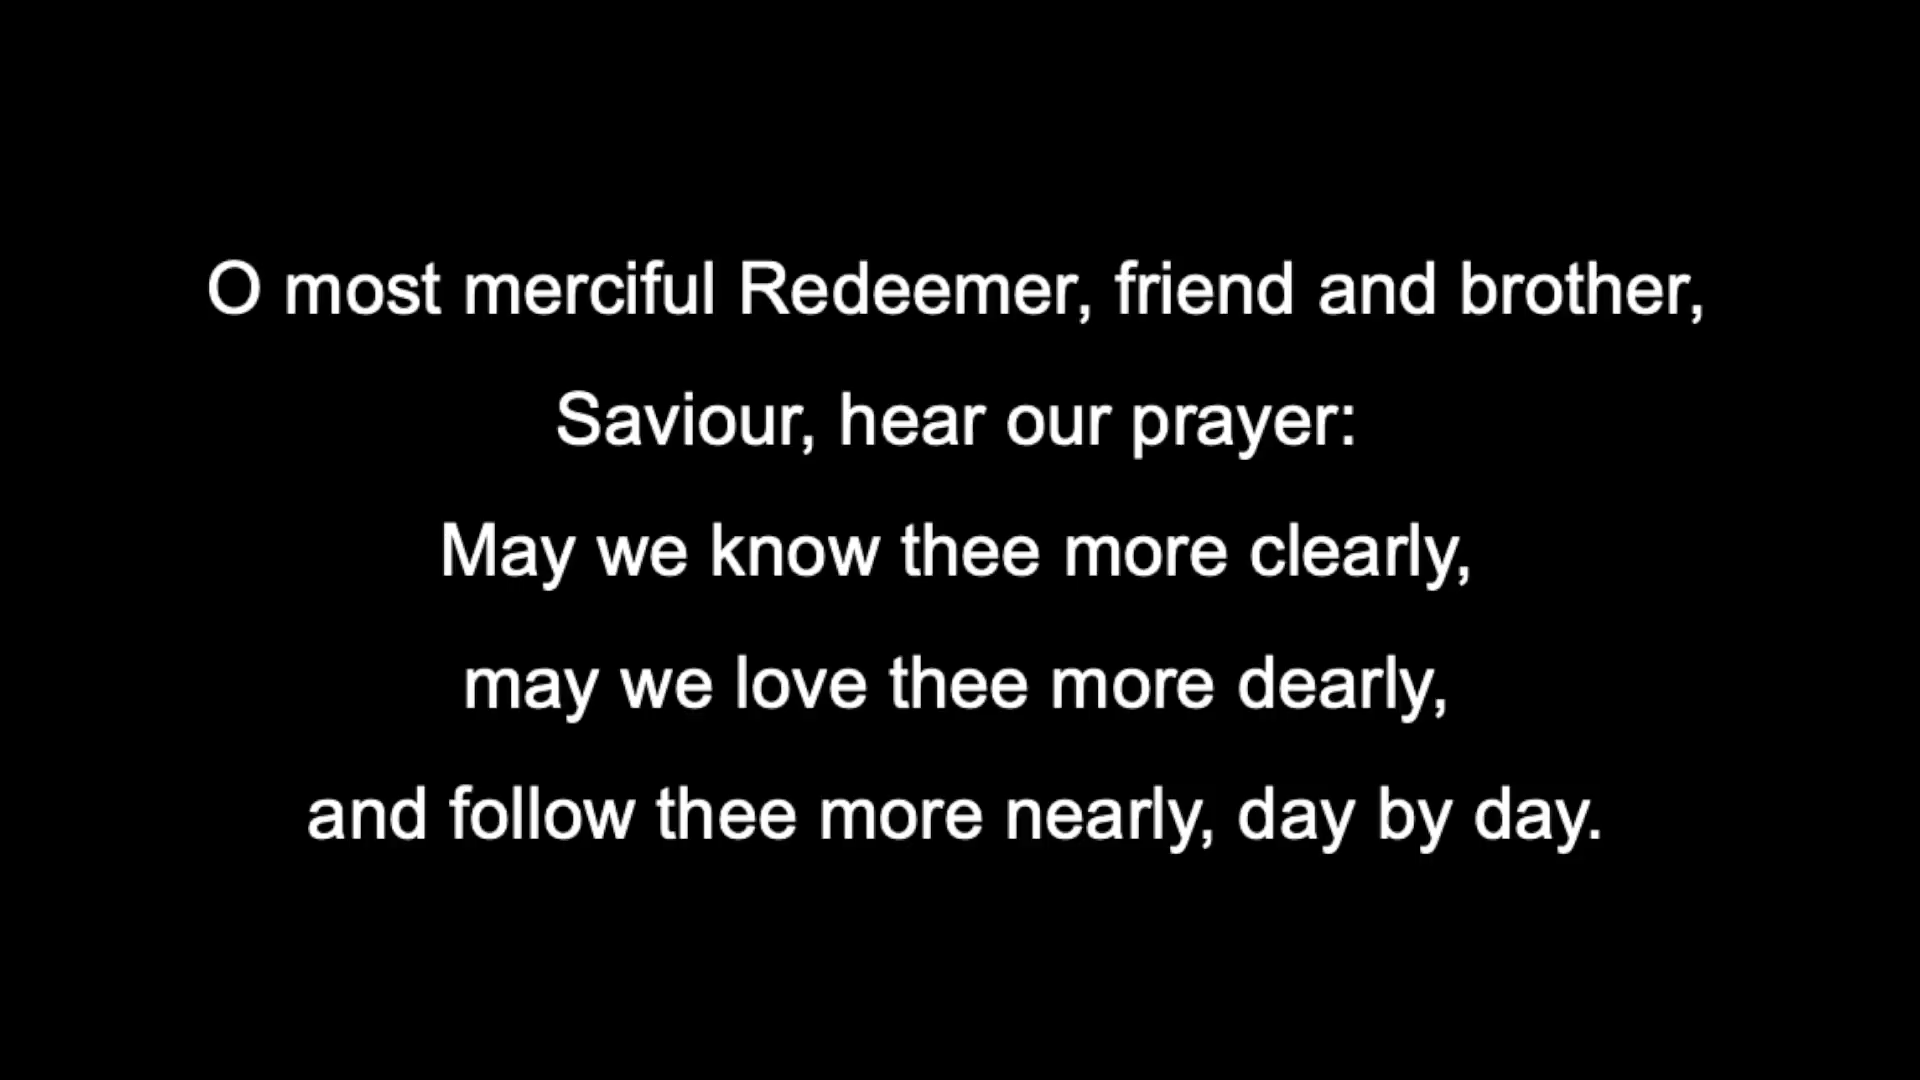 O most merciful Redeemer, friend and brother,
Saviour, hear our prayer:
May we know thee more clearly,
may we love thee more dearly,
and follow thee more nearly, day by day.